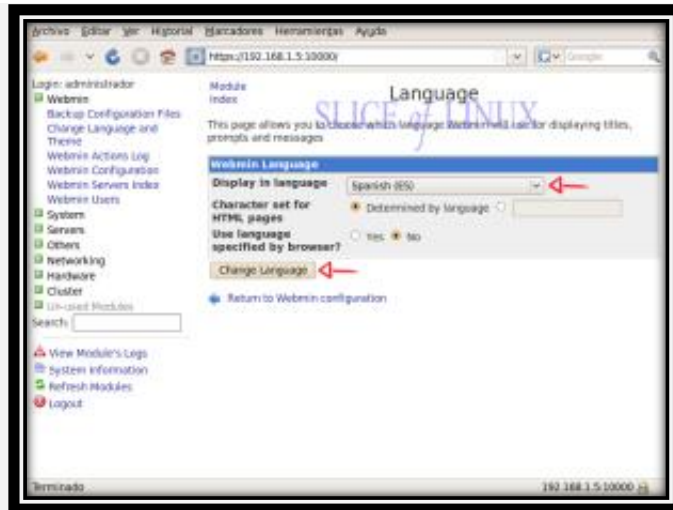 Archivo Editar Ver Historial Marcadores Herramientas Ayuda
https://192.168.1.5:10000/
Google
Login: administrador
Webmin
Backup Configuration Files
Change Language and
Theme
Webmin Actions Log
Webmin Configuration
Webmin Servers Index
Webmin Users
System
Servers
Others
Networking
Hardware
Cluster
Un-used Modules
Search:
View Module's Logs
System Information
Refresh Modules
Logout
Module
Index
Language
SLICE of LINUX
This page allows you to choose which language Webmin will use for displaying titles,
prompts and messages
Webmin Language
Display in language Spanish (ES)
Character set for
HTML pages
Determined by language
Use language
specified by browser?
Yes No
Change Language
Return to Webmin configuration
Terminado
192.168.1.5:10000